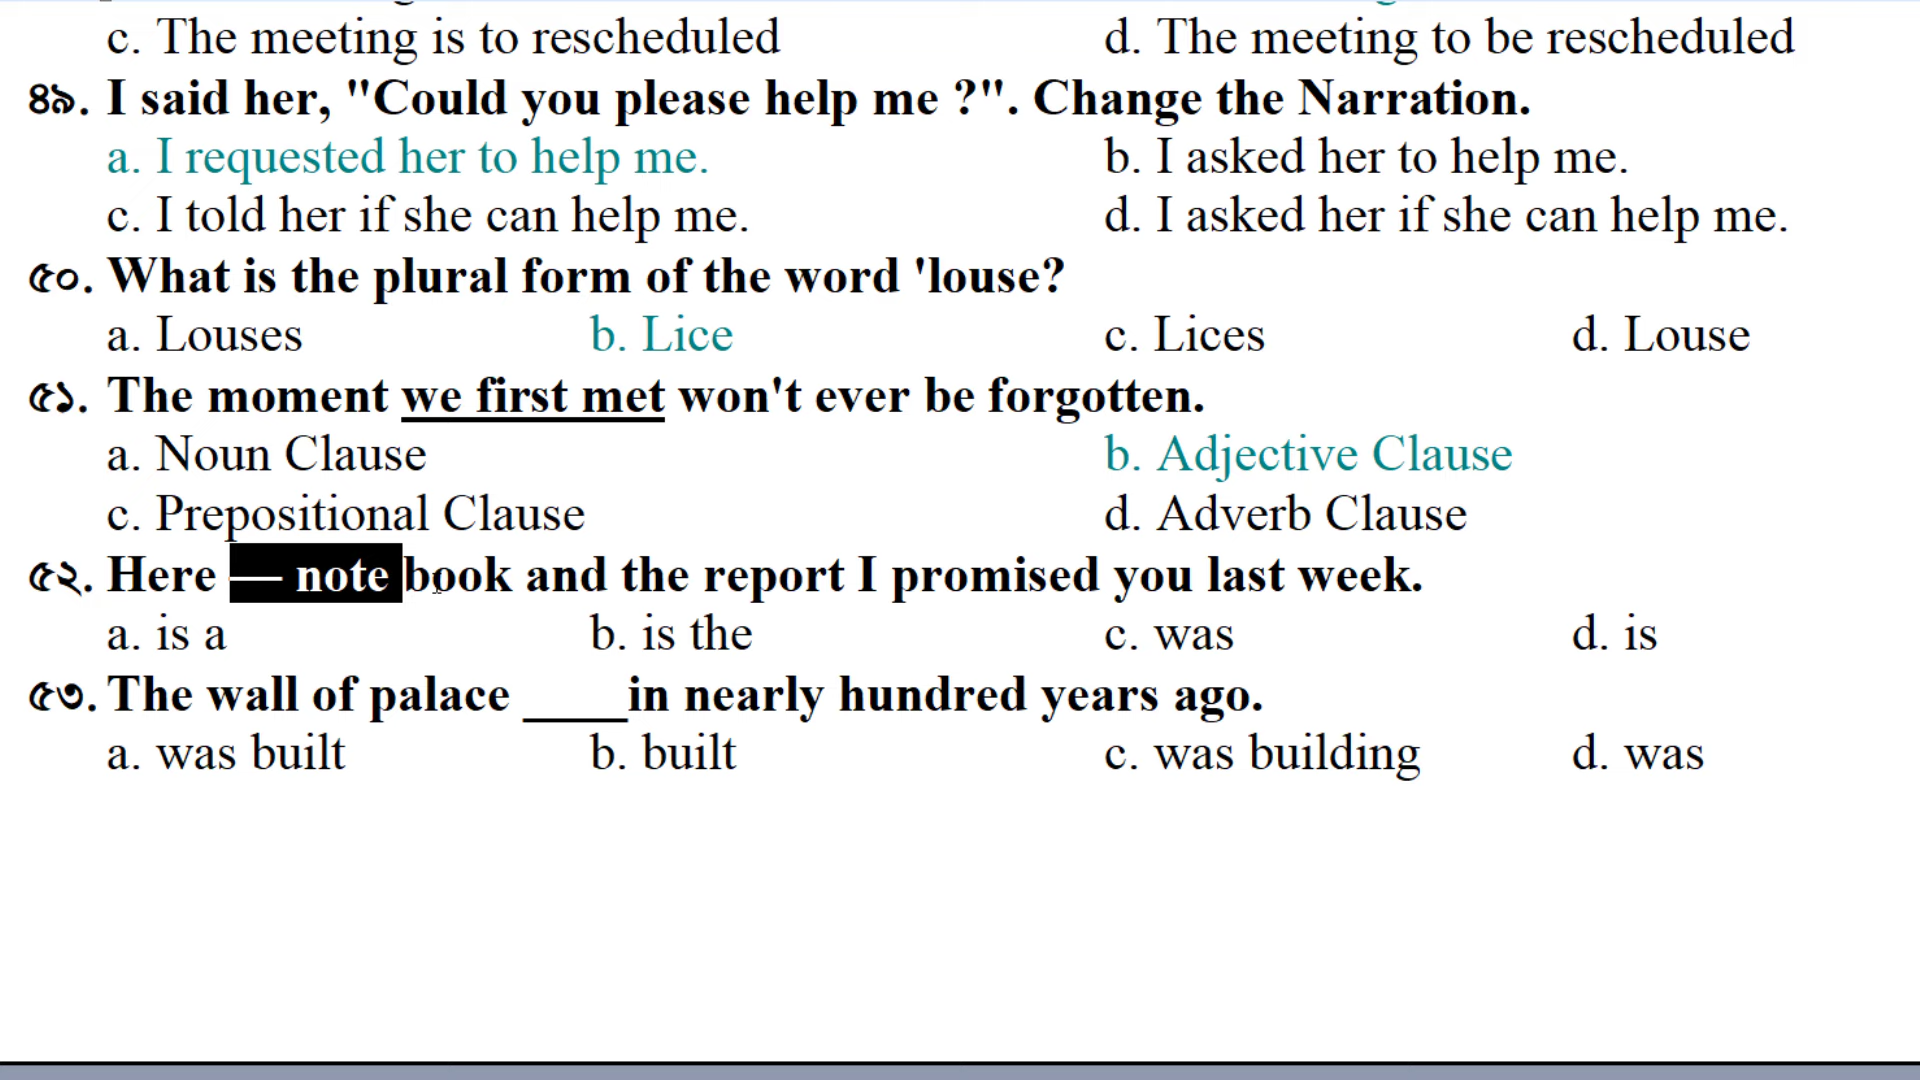 c. The meeting is to rescheduled d. The meeting to be rescheduled
৪৯. I said her, "Could you please help me ?". Change the Narration.
a. I requested her to help me. b. I asked her to help me.
c. I told her if she can help me. d. I asked her if she can help me.
৫০. What is the plural form of the word 'louse?
a. Louses b. Lice c. Lices d. Louse
৫১. The moment we first met won't ever be forgotten.
a. Noun Clause b. Adjective Clause
c. Prepositional Clause d. Adverb Clause
৫২. Here — note book and the report I promised you last week.
a. is a b. is the c. was d. is
৫৩. The wall of palace ____in nearly hundred years ago.
a. was built b. built c. was building d. was